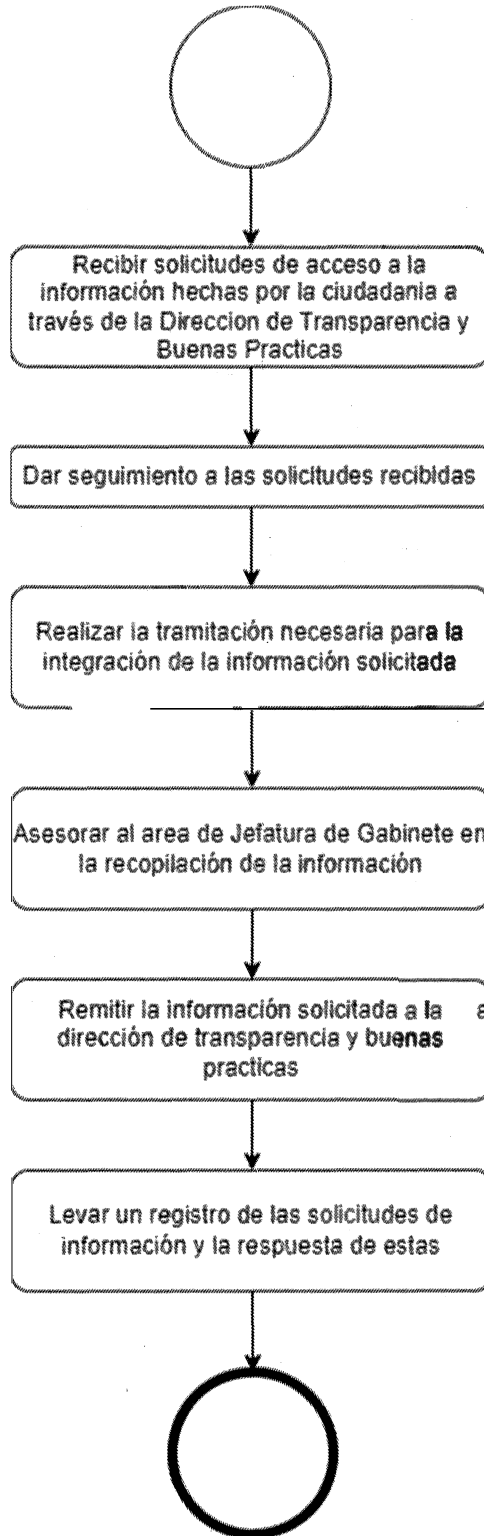 Recibir solicitudes de acceso a la
información hechas por la ciudadania a
través de la Direccion de Transparencia y
Buenas Practicas
Dar seguimiento a las solicitudes recibidas
Realizar la tramitación necesaria para la
integración de la información solicitada
Asesorar al area de Jefatura de Gabinete en
la recopilación de la información
Remitir la información solicitada a la a
dirección de transparencia y buenas
practicas
Levar un registro de las solicitudes de
información y la respuesta de estas